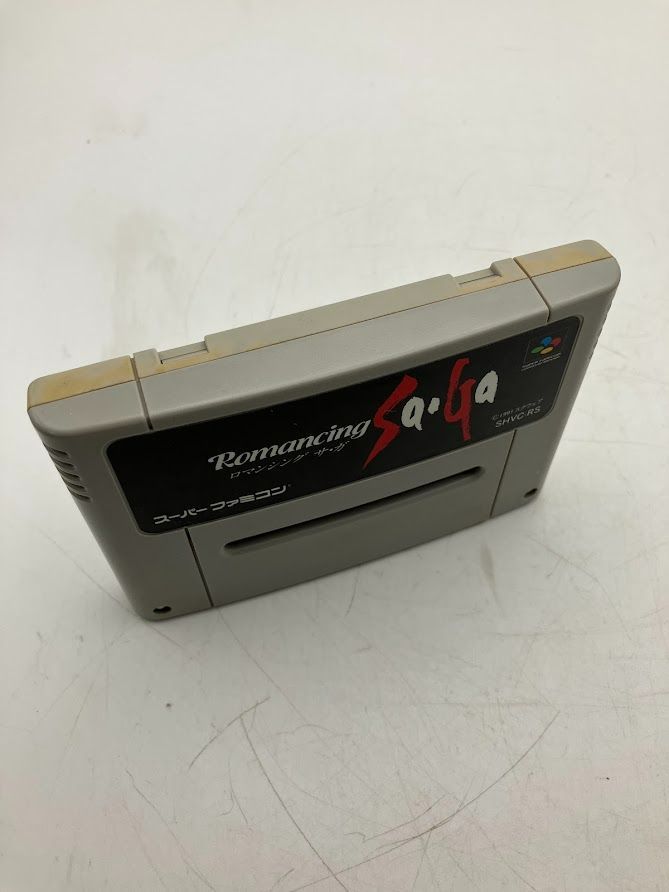 Romancing Sa・Ga
ロマンシング サ・ガ
スーパーファミコン
© 1991 スクウェア
SHVC-RS